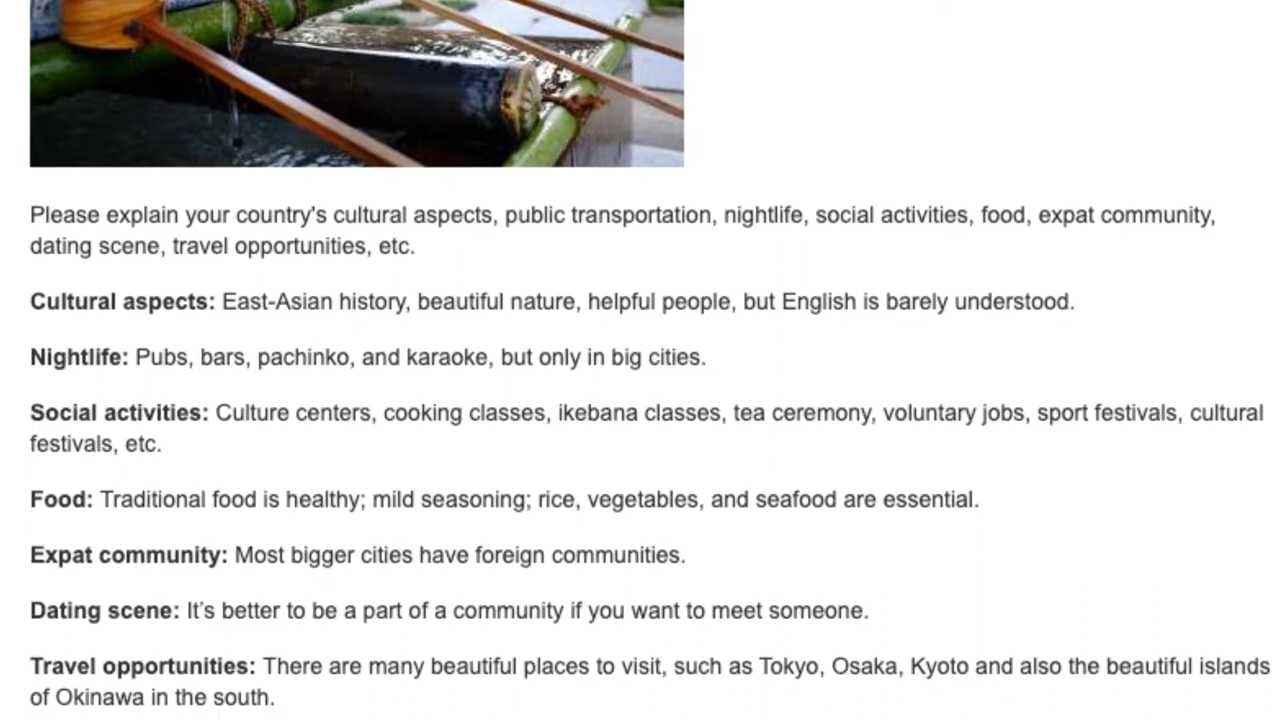 Please explain your country's cultural aspects, public transportation, nightlife, social activities, food, expat community,
dating scene, travel opportunities, etc.
Cultural aspects: East-Asian history, beautiful nature, helpful people, but English is barely understood.
Nightlife: Pubs, bars, pachinko, and karaoke, but only in big cities.
Social activities: Culture centers, cooking classes, ikebana classes, tea ceremony, voluntary jobs, sport festivals, cultural
festivals, etc.
Food: Traditional food is healthy; mild seasoning; rice, vegetables, and seafood are essential.
Expat community: Most bigger cities have foreign communities.
Dating scene: It’s better to be a part of a community if you want to meet someone.
Travel opportunities: There are many beautiful places to visit, such as Tokyo, Osaka, Kyoto and also the beautiful islands
of Okinawa in the south.